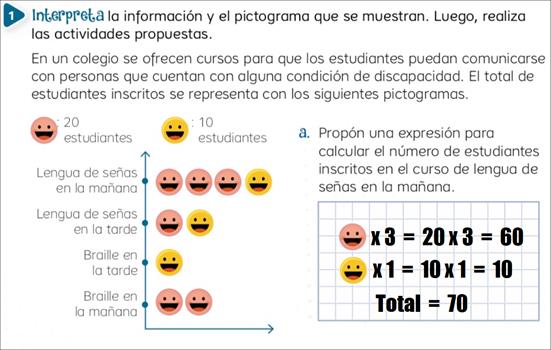 1 Interpreta la información y el pictograma que se muestran. Luego, realiza
las actividades propuestas.
En un colegio se ofrecen cursos para que los estudiantes puedan comunicarse
con personas que cuentan con alguna condición de discapacidad. El total de
estudiantes inscritos se representa con los siguientes pictogramas.
: 20
estudiantes
: 10
estudiantes
Lengua de señas
en la mañana
Lengua de señas
en la tarde
Braille en
la tarde
Braille en
la mañana
a. Propón una expresión para
calcular el número de estudiantes
inscritos en el curso de lengua de
señas en la mañana.
x 3 = 20 x 3 = 60
x 1 = 10 x 1 = 10
Total = 70